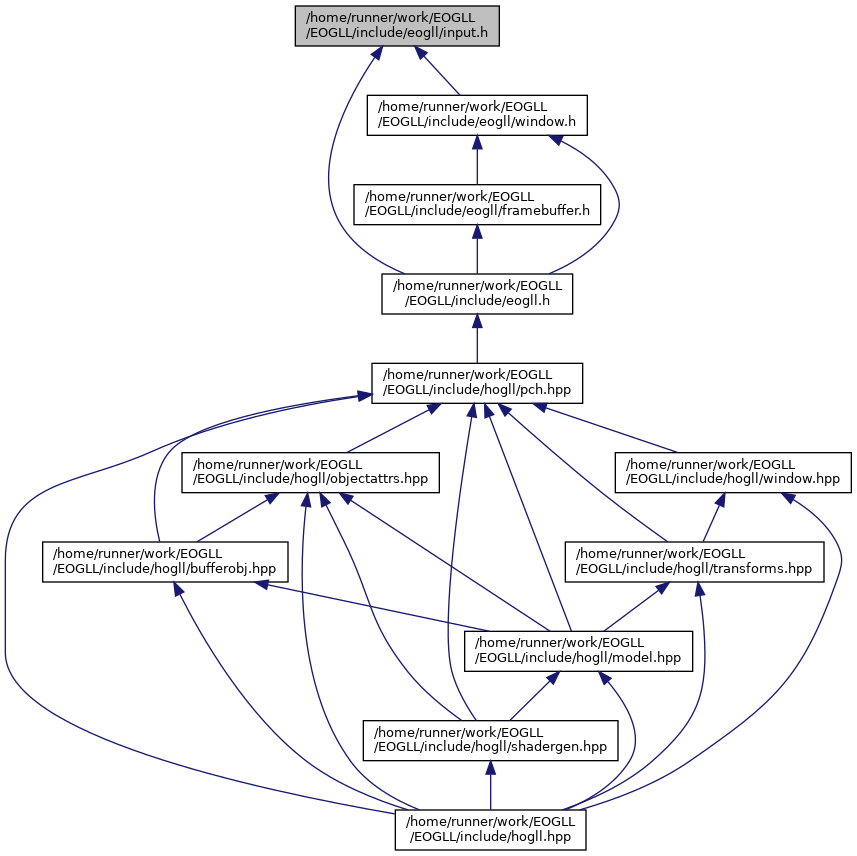 /home/runner/work/EOGLL
/EOGLL/include/eogll/input.h
/home/runner/work/EOGLL
/EOGLL/include/eogll/window.h
/home/runner/work/EOGLL
/EOGLL/include/eogll/framebuffer.h
/home/runner/work/EOGLL
/EOGLL/include/eogll.h
/home/runner/work/EOGLL
/EOGLL/include/hogll/pch.hpp
/home/runner/work/EOGLL
/EOGLL/include/hogll/objectattrs.hpp
/home/runner/work/EOGLL
/EOGLL/include/hogll/window.hpp
/home/runner/work/EOGLL
/EOGLL/include/hogll/bufferobj.hpp
/home/runner/work/EOGLL
/EOGLL/include/hogll/transforms.hpp
/home/runner/work/EOGLL
/EOGLL/include/hogll/model.hpp
/home/runner/work/EOGLL
/EOGLL/include/hogll/shadergen.hpp
/home/runner/work/EOGLL
/EOGLL/include/hogll.hpp